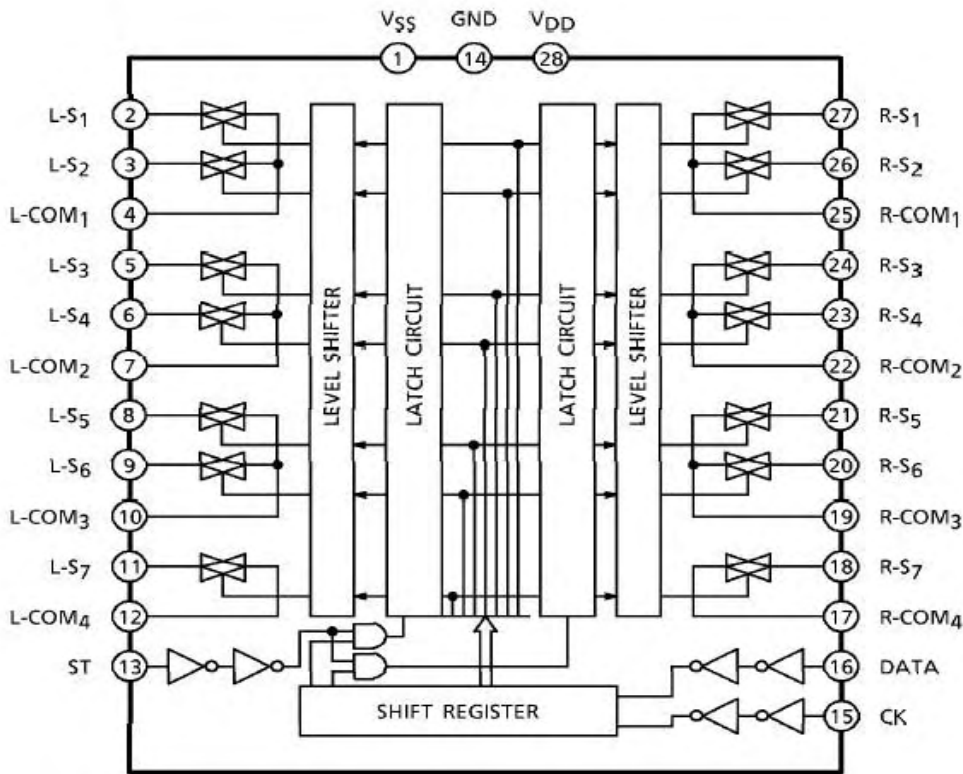 VSS GND VDD
1 14 28
L-S1 2 27 R-S1
L-S2 3 26 R-S2
L-COM1 4 25 R-COM1
L-S3 5 24 R-S3
L-S4 6 23 R-S4
L-COM2 7 22 R-COM2
L-S5 8 21 R-S5
L-S6 9 20 R-S6
L-COM3 10 19 R-COM3
L-S7 11 18 R-S7
L-COM4 12 17 R-COM4
ST 13 16 DATA
15 CK
LEVEL SHIFTER
LATCH CIRCUIT
LATCH CIRCUIT
LEVEL SHIFTER
SHIFT REGISTER